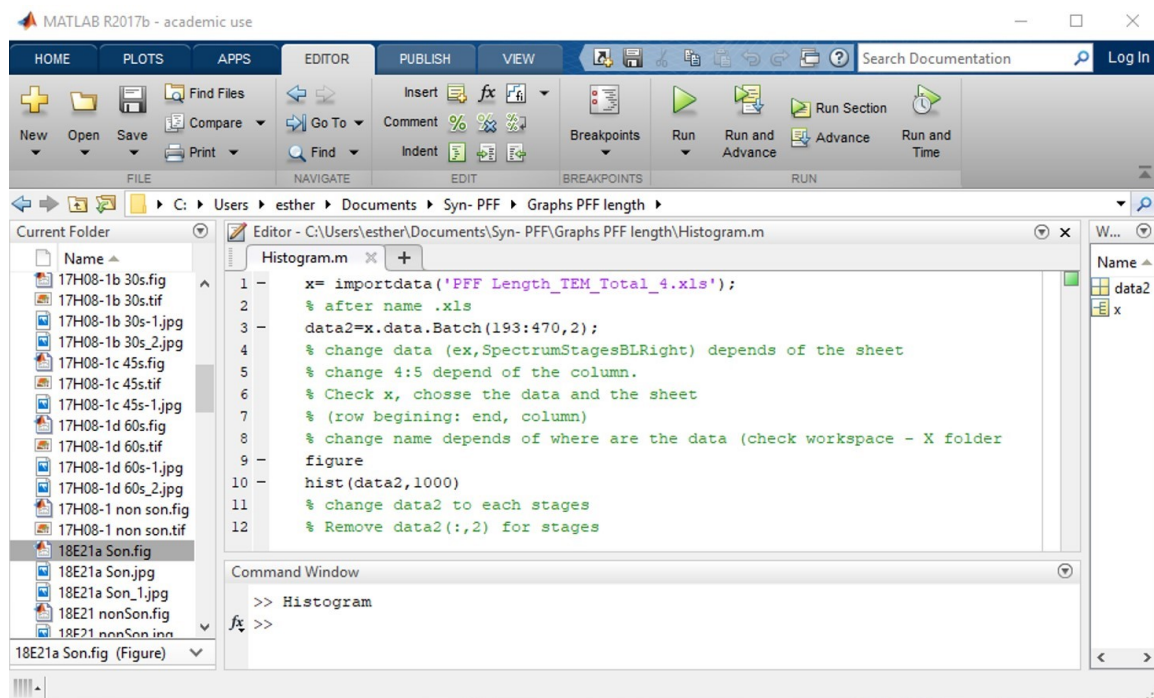 MATLAB R2017b - academic use
HOME PLOTS APPS EDITOR PUBLISH VIEW Search Documentation Log In
New Open Save Find Files Compare Print
Go To Find
Insert fx
Comment
Indent
Breakpoints
Run Run and Advance Run Section Advance Run and Time
FILE NAVIGATE EDIT BREAKPOINTS RUN
C: Users esther Documents Syn- PFF Graphs PFF length
Current Folder
Name
17H08-1b 30s.fig
17H08-1b 30s.tif
17H08-1b 30s-1.jpg
17H08-1b 30s_2.jpg
17H08-1c 45s.fig
17H08-1c 45s.tif
17H08-1c 45s-1.jpg
17H08-1d 60s.fig
17H08-1d 60s.tif
17H08-1d 60s-1.jpg
17H08-1d 60s_2.jpg
17H08-1 non son.fig
17H08-1 non son.tif
18E21a Son.fig
18E21a Son.jpg
18E21a Son_1.jpg
18E21 nonSon.fig
18E21 nonSon.jpg
18E21a Son.fig (Figure)
Editor - C:\Users\esther\Documents\Syn- PFF\Graphs PFF length\Histogram.m
Histogram.m +
1 - x= importdata('PFF Length_TEM_Total_4.xls');
2 % after name .xls
3 - data2=x.data.Batch(193:470,2);
4 % change data (ex,SpectrumStagesBLRight) depends of the sheet
5 % change 4:5 depend of the column.
6 % Check x, chosse the data and the sheet
7 % (row begining: end, column)
8 % change name depends of where are the data (check workspace - X folder
9 - figure
10 - hist(data2,1000)
11 % change data2 to each stages
12 % Remove data2(:,2) for stages
Command Window
>> Histogram
fx >>
W...
Name
data2
x